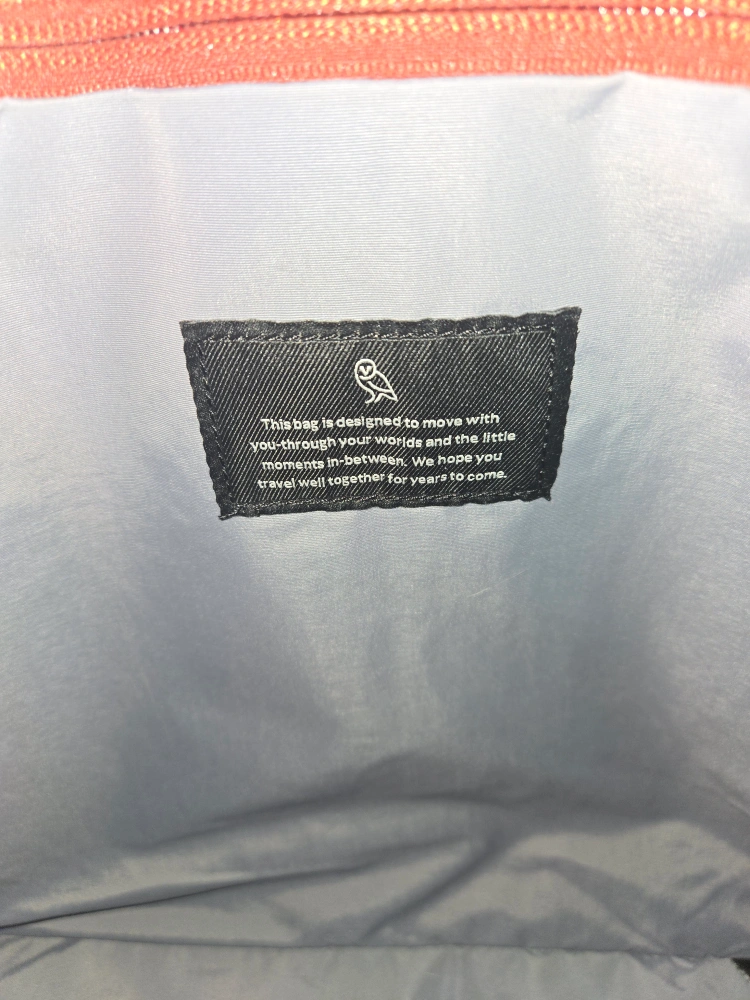 This bag is designed to move with
you-through your worlds and the little
moments in-between. We hope you
travel well together for years to come.